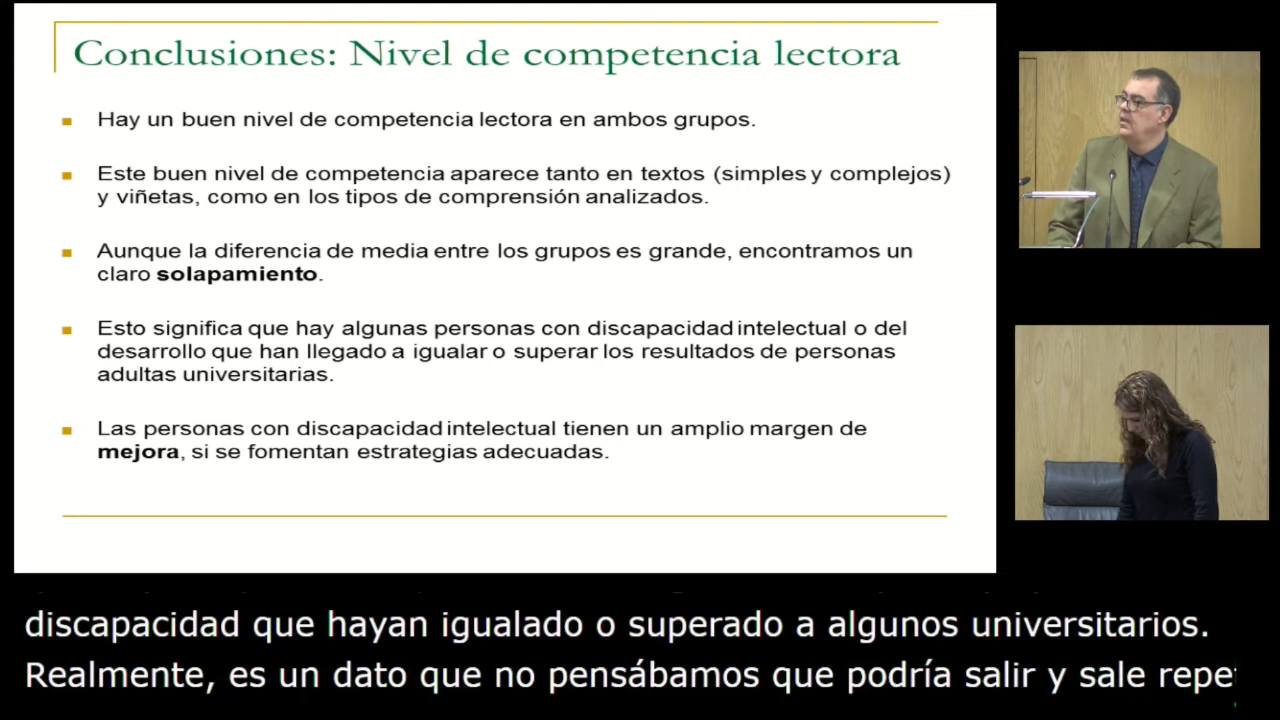 Conclusiones: Nivel de competencia lectora
Hay un buen nivel de competencia lectora en ambos grupos.
Este buen nivel de competencia aparece tanto en textos (simples y complejos)
y viñetas, como en los tipos de comprensión analizados.
Aunque la diferencia de media entre los grupos es grande, encontramos un
claro solapamiento.
Esto significa que hay algunas personas con discapacidad intelectual o del
desarrollo que han llegado a igualar o superar los resultados de personas
adultas universitarias.
Las personas con discapacidad intelectual tienen un amplio margen de
mejora, si se fomentan estrategias adecuadas.
discapacidad que hayan igualado o superado a algunos universitarios.
Realmente, es un dato que no pensábamos que podría salir y sale